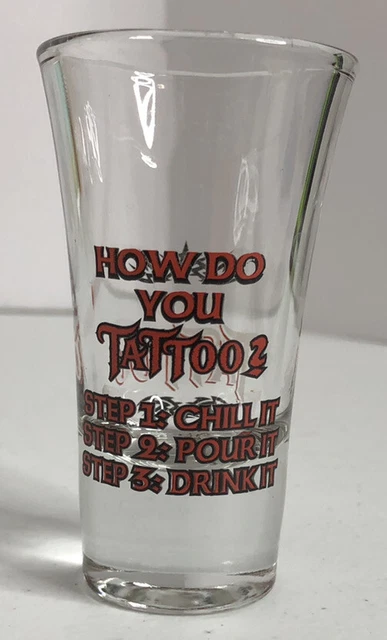 HOW DO
YOU
TATTOO?
STEP 1: CHILL IT
STEP 2: POUR IT
STEP 3: DRINK IT